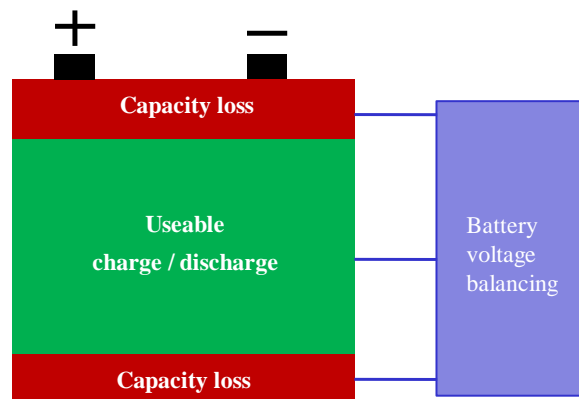 + −
Capacity loss
Useable
charge / discharge
Capacity loss
Battery
voltage
balancing